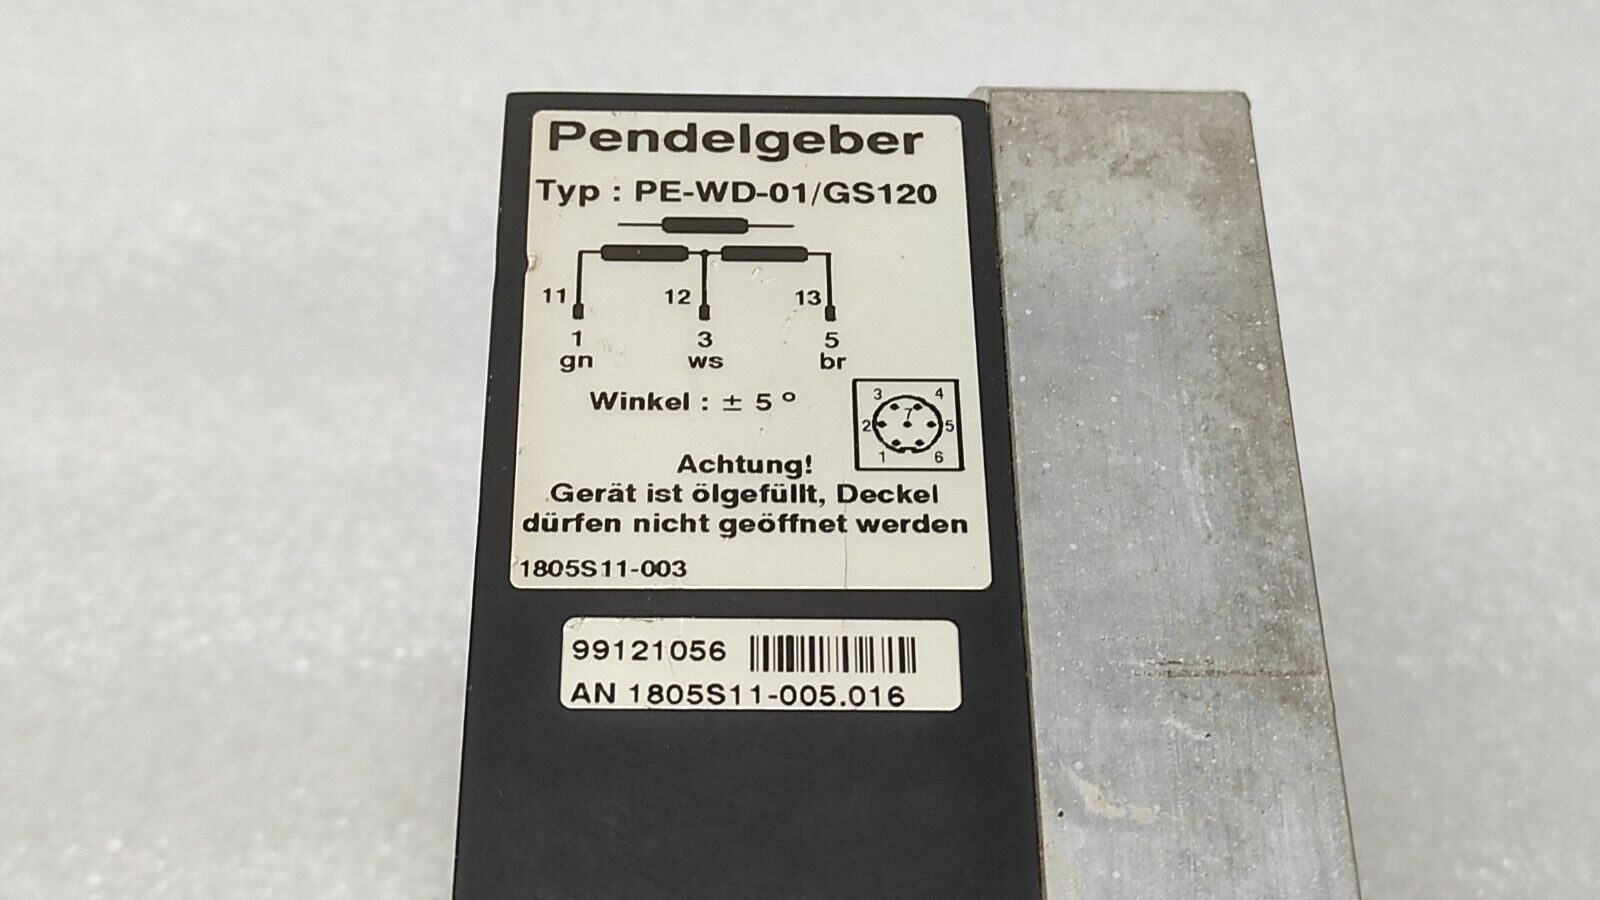 Pendelgeber
Typ : PE-WD-01/GS120
11 12 13
1 3 5
gn ws br
Winkel : ± 5 °
3 4
7
2 5
1 6
Achtung!
Gerät ist ölgefüllt, Deckel
dürfen nicht geöffnet werden
1805S11-003
99121056
AN 1805S11-005.016